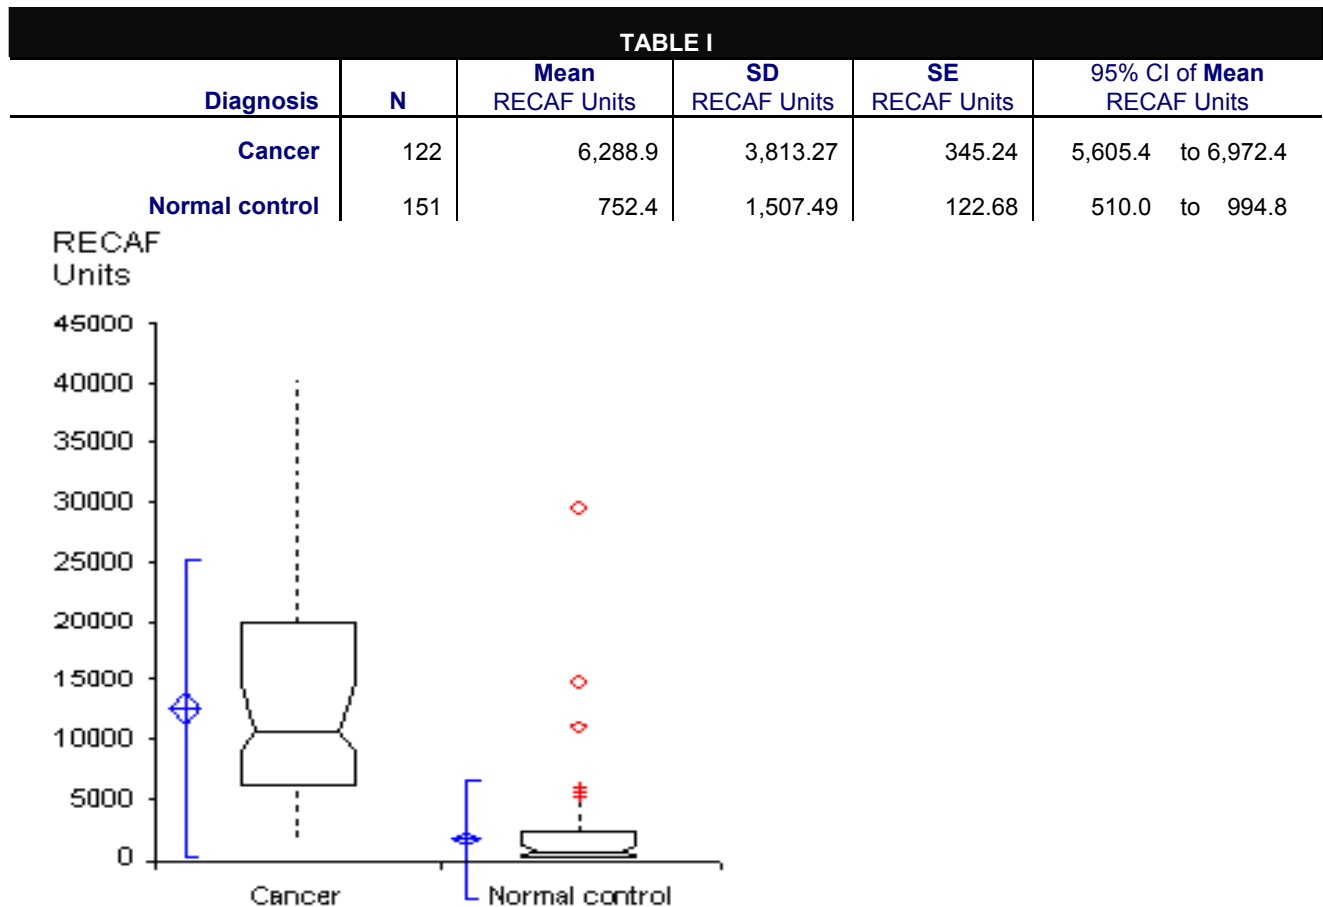 TABLE I
Diagnosis N Mean RECAF Units SD RECAF Units SE RECAF Units 95% CI of Mean RECAF Units
Cancer 122 6,288.9 3,813.27 345.24 5,605.4 to 6,972.4
Normal control 151 752.4 1,507.49 122.68 510.0 to 994.8
RECAF
Units
45000
40000
35000
30000
25000
20000
15000
10000
5000
0
Cancer Normal control